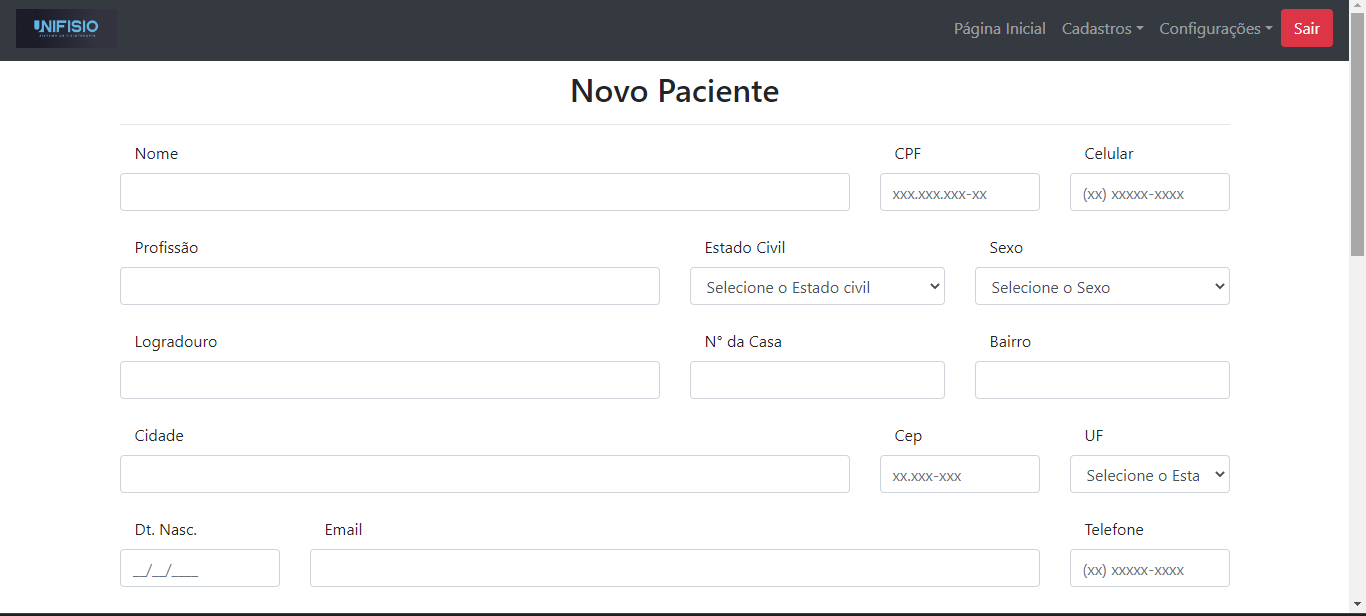 UNIFISIO Página Inicial Cadastros Configurações Sair
Novo Paciente
Nome CPF Celular
xxx.xxx.xxx-xx (xx) xxxxx-xxxx
Profissão Estado Civil Sexo
Selecione o Estado civil Selecione o Sexo
Logradouro N° da Casa Bairro
Cidade Cep UF
xx.xxx-xxx Selecione o Esta
Dt. Nasc. Email Telefone
__/__/____ (xx) xxxxx-xxxx